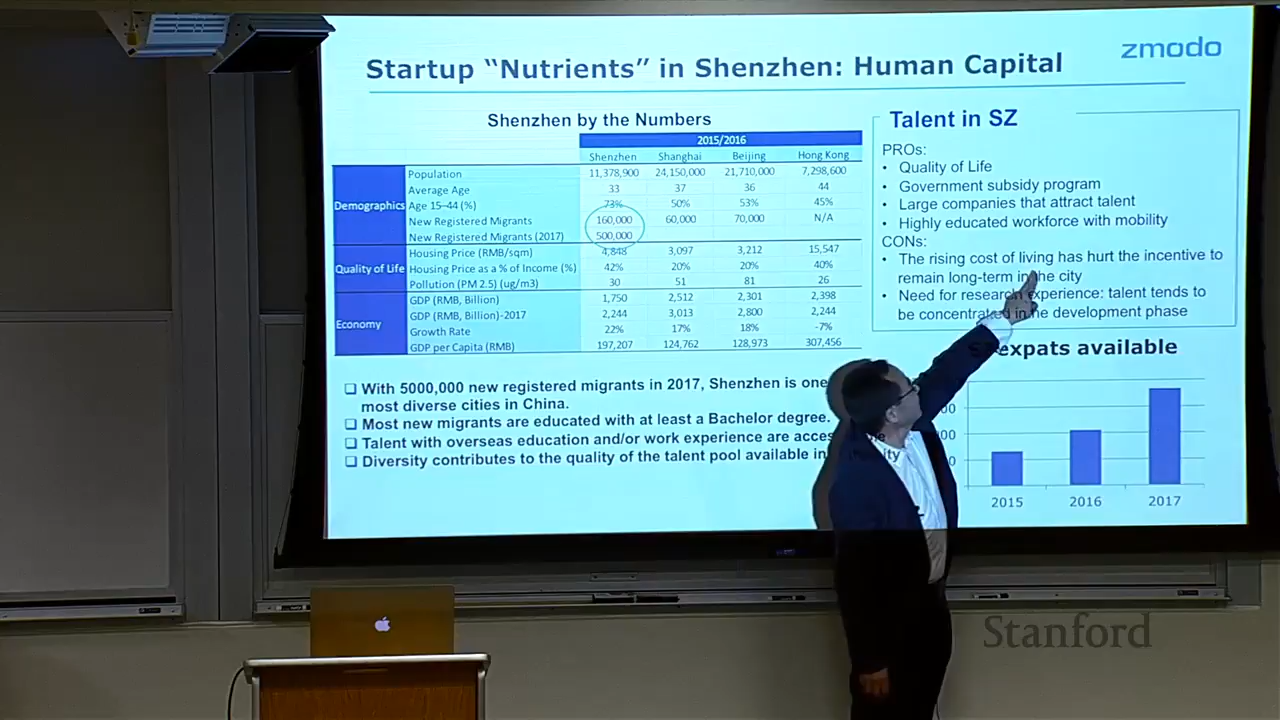 Startup “Nutrients” in Shenzhen: Human Capital
zmodo
Shenzhen by the Numbers
2015/2016
Shenzhen Shanghai Beijing Hong Kong
Demographics
Population 11,378,900 24,150,000 21,710,000 7,298,600
Average Age 33 37 36 44
Age 15–44 (%) 73% 50% 53% 45%
New Registered Migrants 160,000 60,000 70,000 N/A
New Registered Migrants (2017) 500,000
Quality of Life
Housing Price (RMB/sqm) 4,848 3,097 3,212 15,547
Housing Price as a % of Income (%) 42% 20% 20% 40%
Pollution (PM 2.5) (ug/m3) 30 51 81 26
Economy
GDP (RMB, Billion) 1,750 2,512 2,301 2,398
GDP (RMB, Billion)-2017 2,244 3,013 2,800 2,244
Growth Rate 22% 17% 18% -7%
GDP per Capita (RMB) 197,207 124,762 128,973 307,456
❑ With 5000,000 new registered migrants in 2017, Shenzhen is one
most diverse cities in China.
❑ Most new migrants are educated with at least a Bachelor degree.
❑ Talent with overseas education and/or work experience are
❑ Diversity contributes to the quality of the talent pool available in
Talent in SZ
PROs:
• Quality of Life
• Government subsidy program
• Large companies that attract talent
• Highly educated workforce with mobility
CONs:
• The rising cost of living has hurt the incentive to
remain long-term in the city
• Need for research experience: talent tends to
be concentrated in the development phase
expats available
2015 2016 2017
Stanford